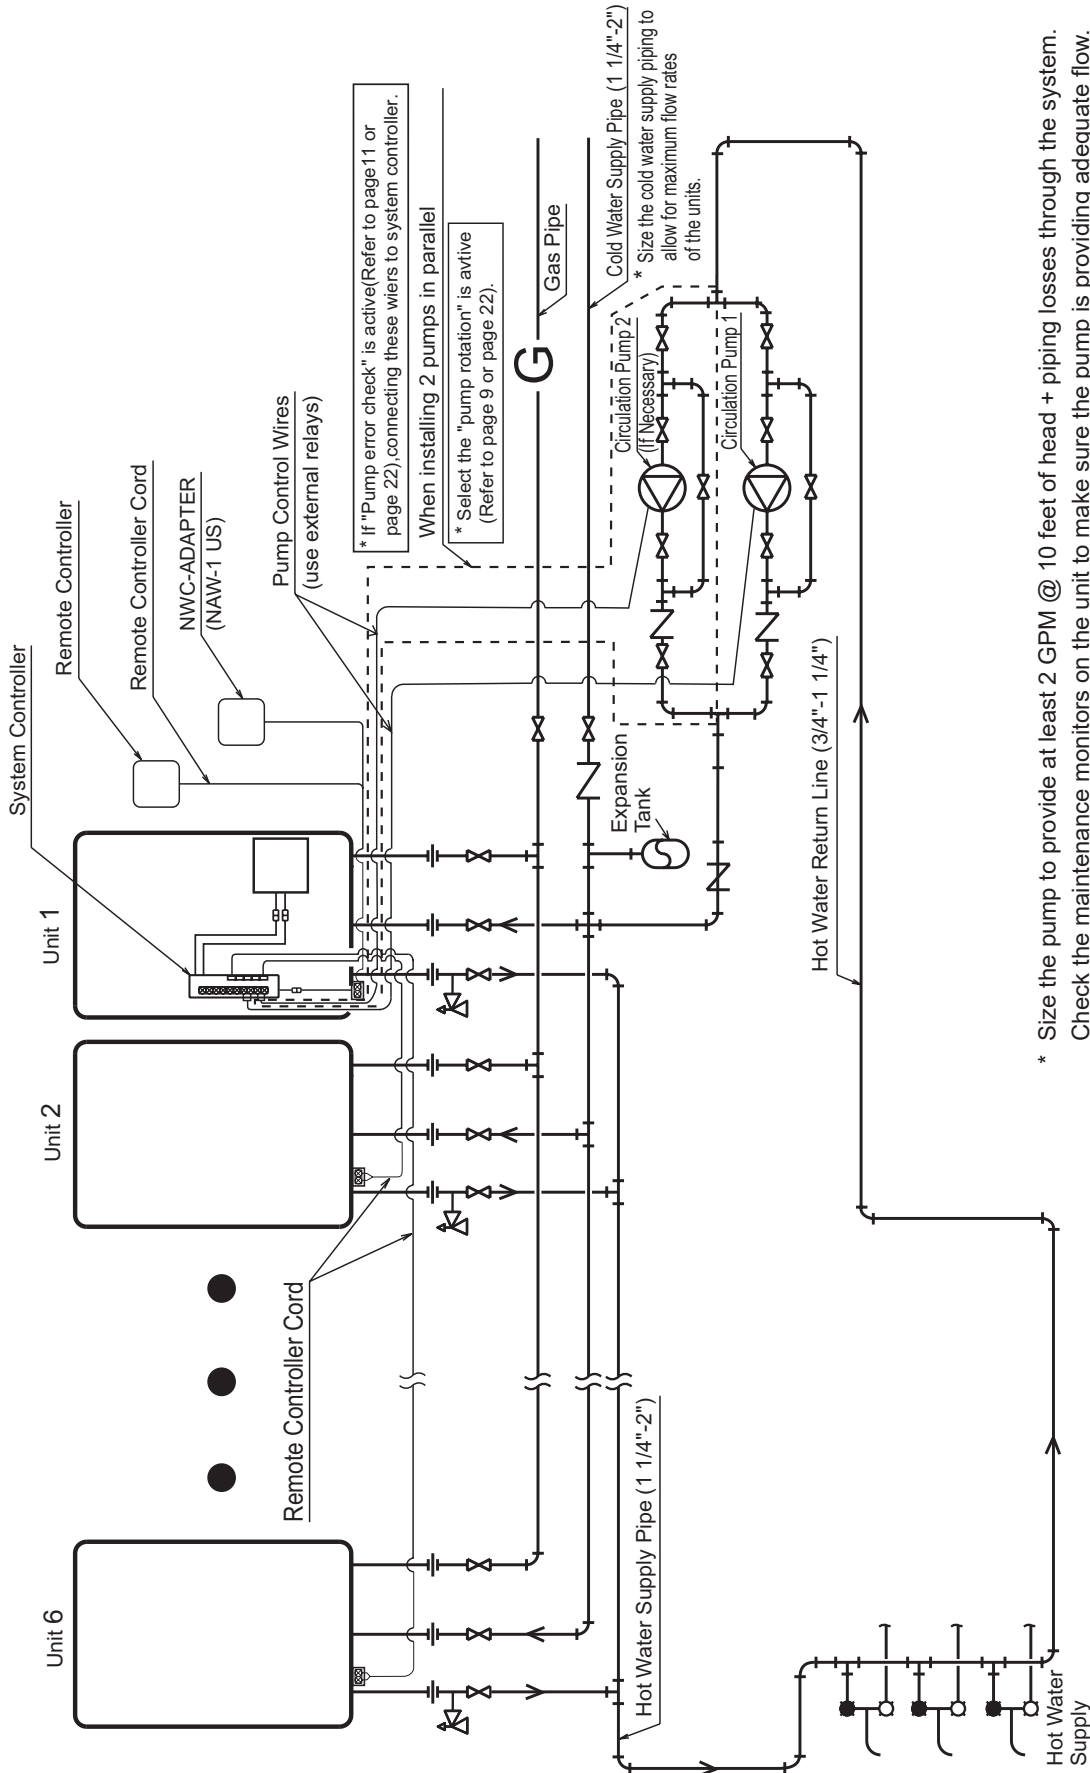 System Controller
Remote Controller
Remote Controller Cord
NWC-ADAPTER
(NAW-1 US)
Pump Control Wires
(use external relays)
* If "Pump error check" is active(Refer to page11 or
page 22),connecting these wiers to system controller.
When installing 2 pumps in parallel
* Select the "pump rotation" is avtive
(Refer to page 9 or page 22).
Gas Pipe
G
Cold Water Supply Pipe (1 1/4"-2")
* Size the cold water supply piping to
allow for maximum flow rates
of the units.
Circulation Pump 2
(If Necessary)
Circulation Pump 1
Unit 1
Unit 2
Unit 6
Expansion
Tank
Remote Controller Cord
Hot Water Supply Pipe (1 1/4"-2")
Hot Water Return Line (3/4"-1 1/4")
Hot Water
Supply
* Size the pump to provide at least 2 GPM @ 10 feet of head + piping losses through the system.
Check the maintenance monitors on the unit to make sure the pump is providing adequate flow.